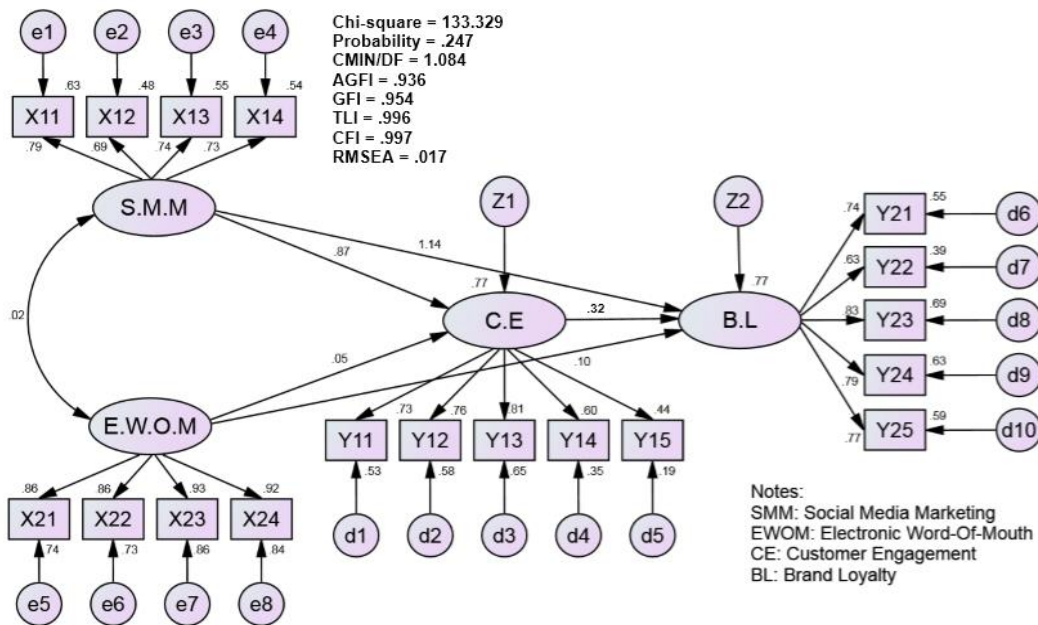 e1 e2 e3 e4
Chi-square = 133.329
Probability = .247
CMIN/DF = 1.084
AGFI = .936
GFI = .954
TLI = .996
CFI = .997
RMSEA = .017
.63 .48 .55 .54
X11 X12 X13 X14
.79 .69 .74 .73
S.M.M
Z1
Z2
.87
1.14
.02
.77
C.E
.32
.77
B.L
.05
.10
E.W.O.M
.74 Y21 .55 d6
.63 Y22 .39 d7
.83 Y23 .69 d8
.79 Y24 .63 d9
.77 Y25 .59 d10
.73 .76 .81 .60 .44
Y11 Y12 Y13 Y14 Y15
.53 .58 .65 .35 .19
d1 d2 d3 d4 d5
.86 .86 .93 .92
X21 X22 X23 X24
.74 .73 .86 .84
e5 e6 e7 e8
Notes:
SMM: Social Media Marketing
EWOM: Electronic Word-Of-Mouth
CE: Customer Engagement
BL: Brand Loyalty